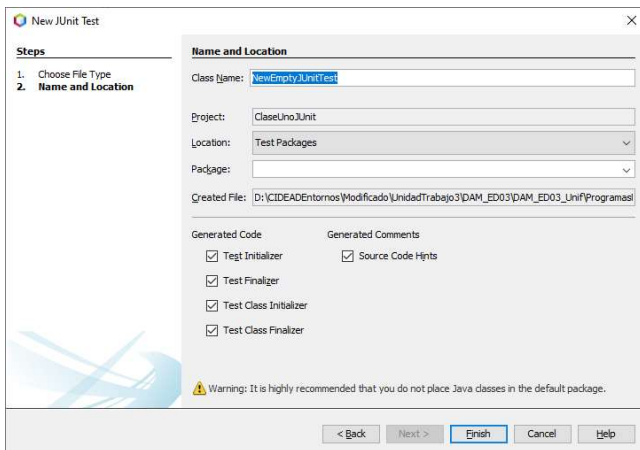 New JUnit Test
Steps
1. Choose File Type
2. Name and Location
Name and Location
Class Name: NewEmptyJUnitTest
Project: ClaseUnoJUnit
Location: Test Packages
Package:
Created File: D:\CIDEADEntornos\Modificado\UnidadTrabajo3\DAM_ED03\DAM_ED03_Unif\Programas
Generated Code Generated Comments
Test Initializer Source Code Hints
Test Finalizer
Test Class Initializer
Test Class Finalizer
Warning: It is highly recommended that you do not place Java classes in the default package.
< Back Next > Finish Cancel Help